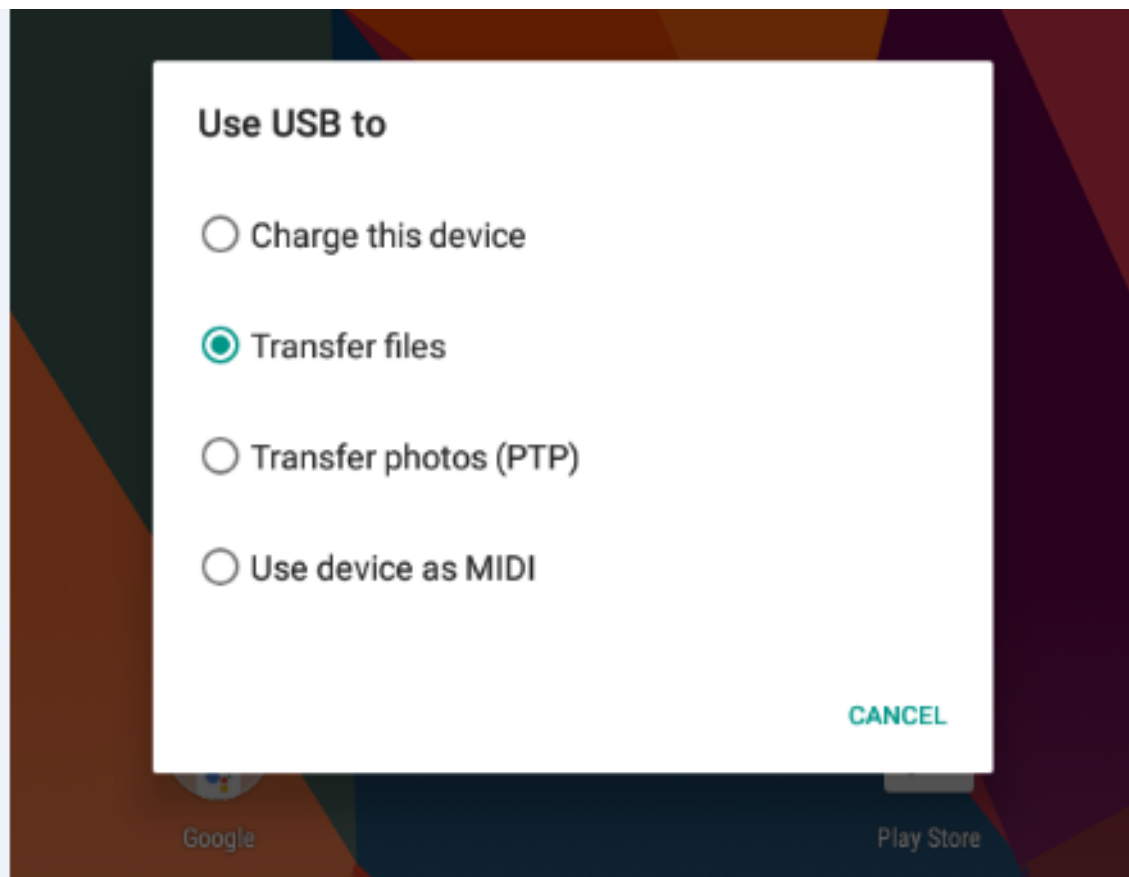 Use USB to
Charge this device
Transfer files
Transfer photos (PTP)
Use device as MIDI
CANCEL
Google
Play Store